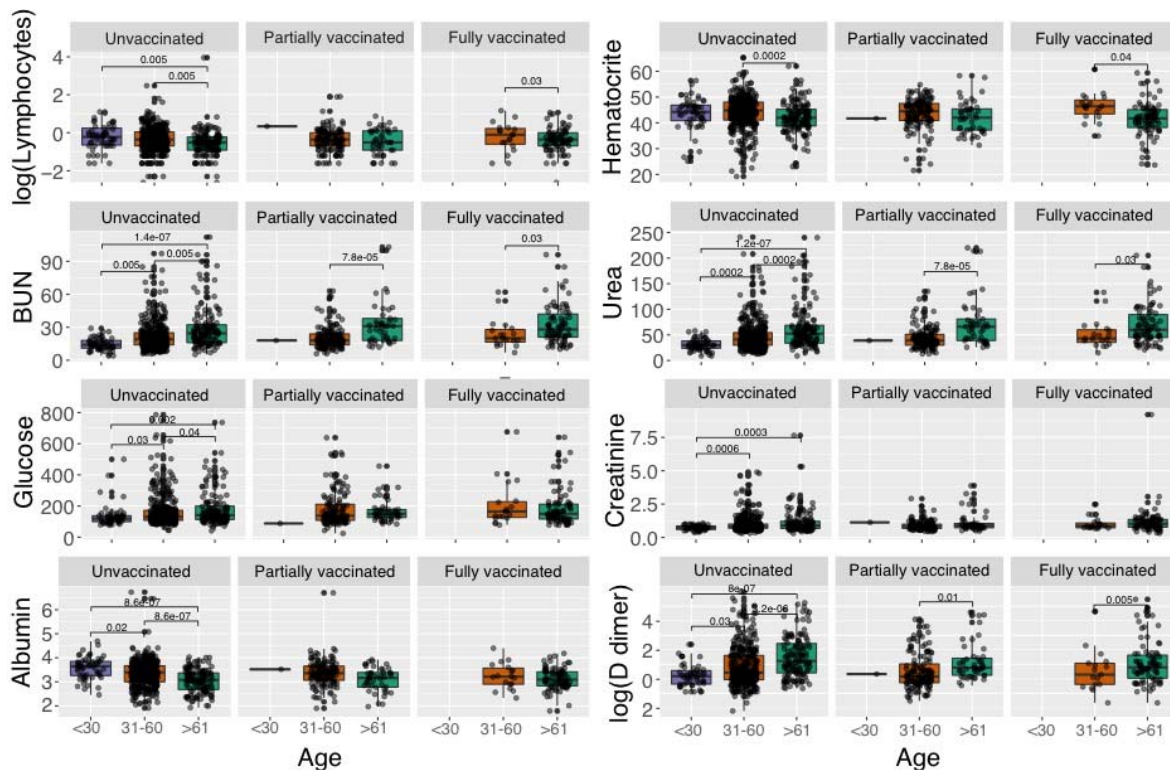 log(Lymphocytes)
Unvaccinated
Partially vaccinated
Fully vaccinated
4
2
0
−2
0.005
0.005
0.03
Hematocrite
Unvaccinated
Partially vaccinated
Fully vaccinated
60
50
40
30
20
0.0002
0.04
BUN
Unvaccinated
Partially vaccinated
Fully vaccinated
90
60
30
0
1.4e-07
0.005
0.005
7.8e-05
0.03
Urea
Unvaccinated
Partially vaccinated
Fully vaccinated
250
200
150
100
50
0
1.2e-07
0.0002
0.0002
7.8e-05
0.03
Glucose
Unvaccinated
Partially vaccinated
Fully vaccinated
800
600
400
200
0
0.002
0.03
0.04
Creatinine
Unvaccinated
Partially vaccinated
Fully vaccinated
7.5
5.0
2.5
0.0
0.0003
0.0006
Albumin
Unvaccinated
Partially vaccinated
Fully vaccinated
6
5
4
3
2
8.6e-07
8.6e-07
0.02
<30 31-60 >61
<30 31-60 >61
<30 31-60 >61
Age
log(D dimer)
Unvaccinated
Partially vaccinated
Fully vaccinated
4
2
0
2
8e-07
0.03
0.01
0.005
<30 31-60 >61
<30 31-60 >61
<30 31-60 >61
Age